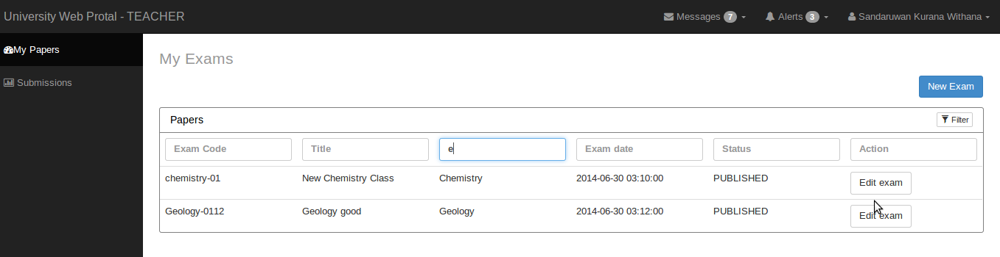 University Web Protal - TEACHER Messages 7 Alerts 3 Sandaruwan Kurana Withana
My Papers
Submissions
My Exams
New Exam
Papers Filter
Exam Code Title e Exam date Status Action
chemistry-01 New Chemistry Class Chemistry 2014-06-30 03:10:00 PUBLISHED Edit exam
Geology-0112 Geology good Geology 2014-06-30 03:12:00 PUBLISHED Edit exam